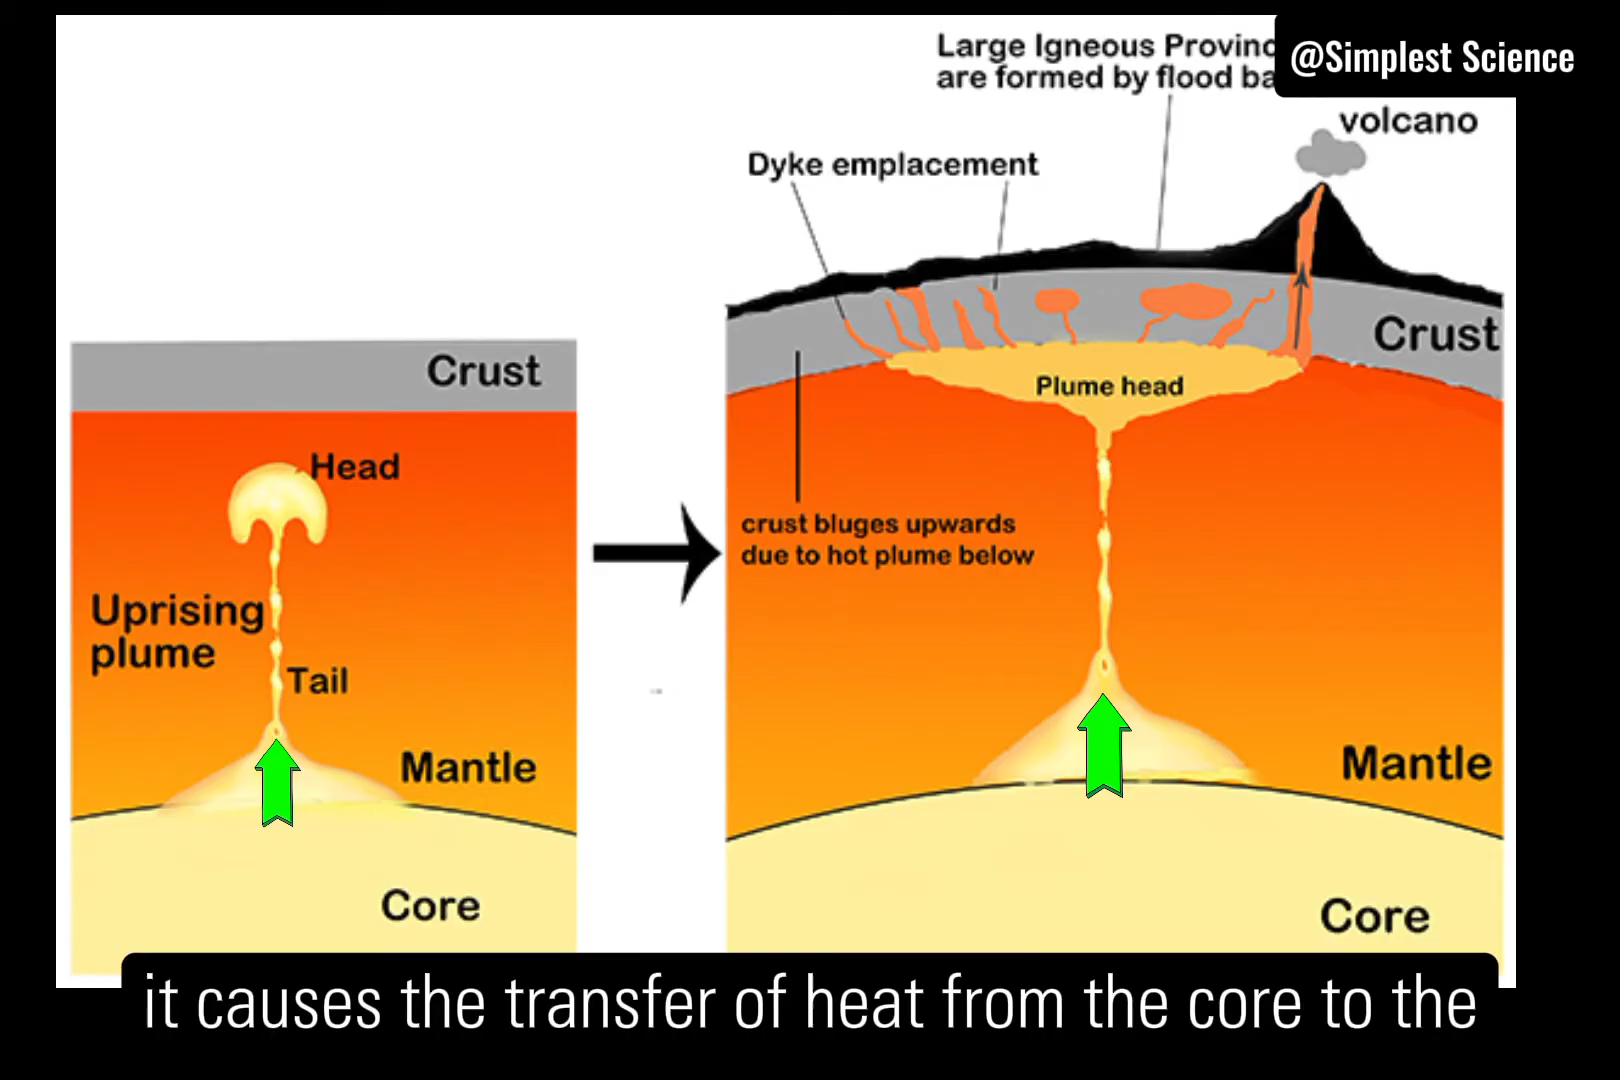 Large Igneous
are formed by flood
@Simplest Science
volcano
Dyke emplacement
Crust
Plume head
crust bluges upwards
due to hot plume below
Mantle
Core
Crust
Head
Uprising
plume
Tail
Mantle
Core
it causes the transfer of heat from the core to the